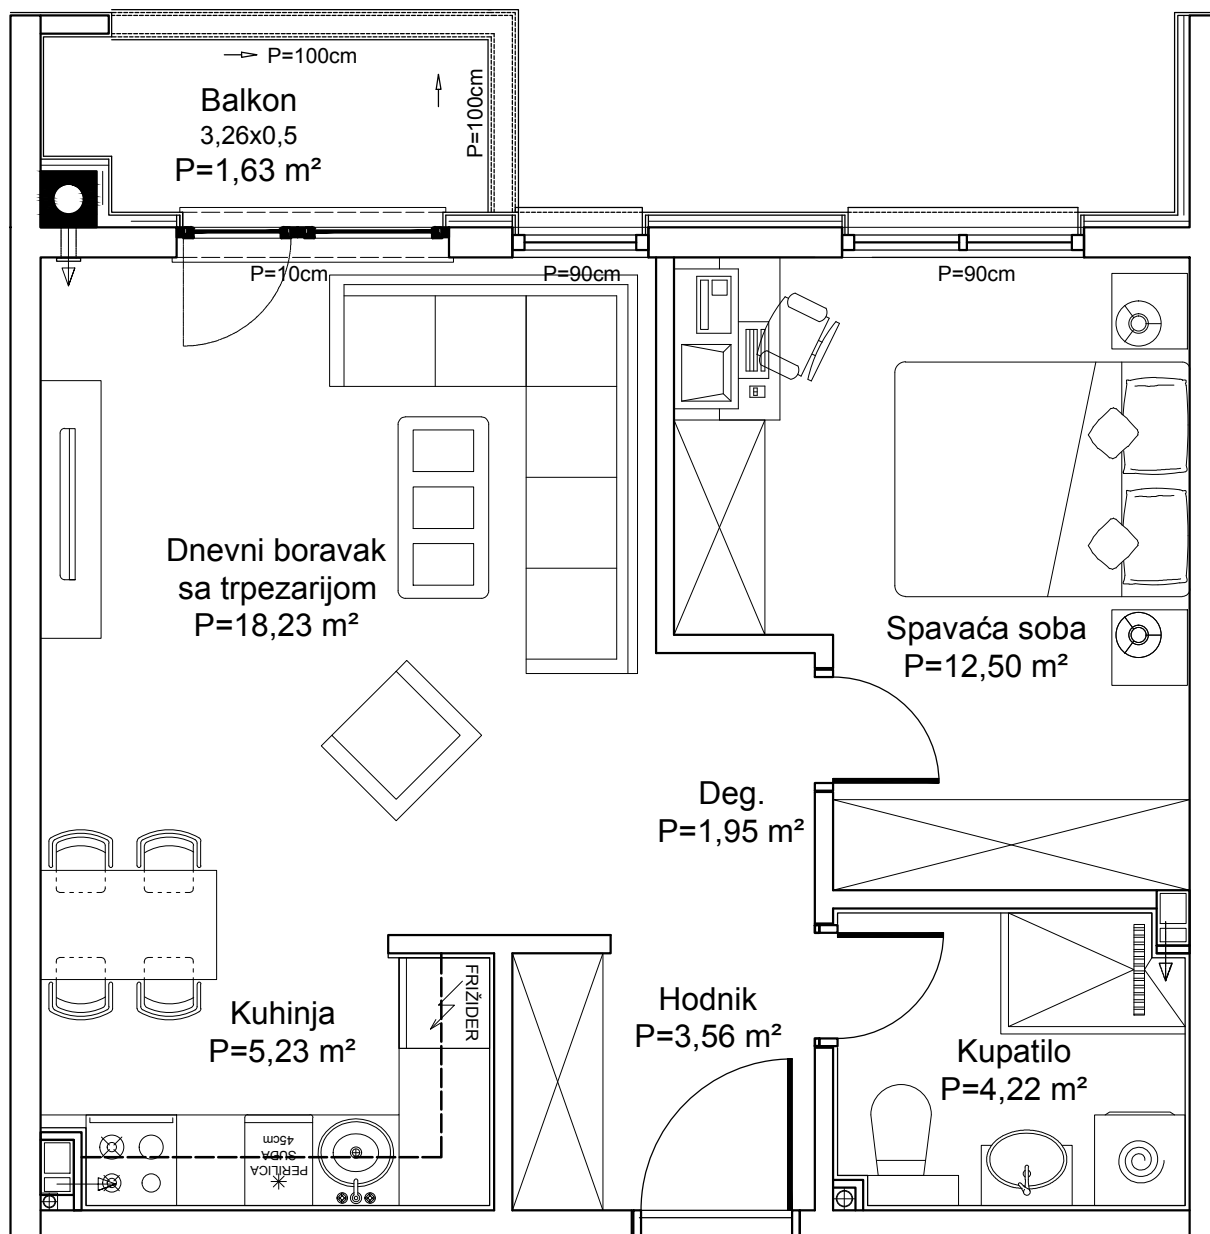 P=100cm
P=100cm
Balkon
3,26x0,5
P=1,63 m²
P=10cm
P=90cm
P=90cm
Dnevni boravak
sa trpezarijom
P=18,23 m²
Spavaća soba
P=12,50 m²
Deg.
P=1,95 m²
Kuhinja
P=5,23 m²
FRIŽIDER
Hodnik
P=3,56 m²
Kupatilo
P=4,22 m²
PERILICA
SUĐA
45cm